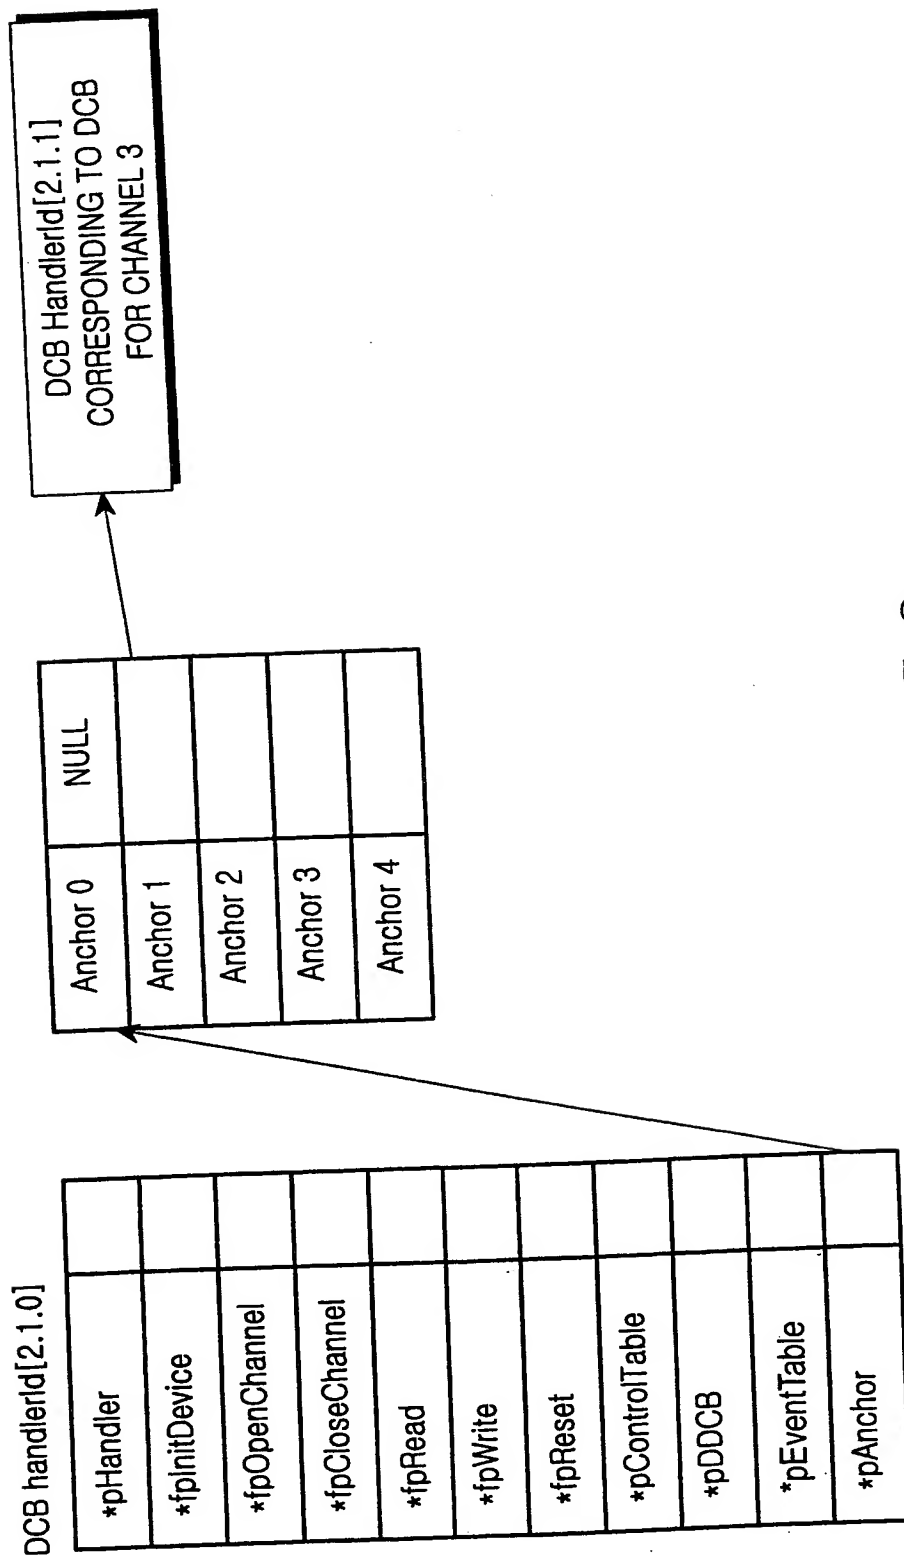 DCB handlerId[2.1.0]
*pHandler
*fpInitDevice
*fpOpenChannel
*fpCloseChannel
*fpRead
*fpWrite
*fpReset
*pControlTable
*pDDCB
*pEventTable
*pAnchor
Anchor 0 NULL
Anchor 1
Anchor 2
Anchor 3
Anchor 4
DCB HandlerId[2.1.1]
CORRESPONDING TO DCB
FOR CHANNEL 3